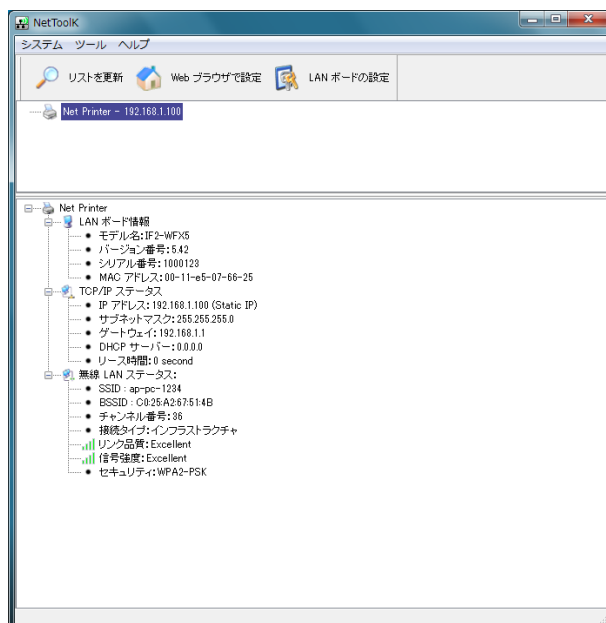 NetToolK
システム ツール ヘルプ
リストを更新 Web ブラウザで設定 LAN ボードの設定
Net Printer - 192.168.1.100
Net Printer
LAN ボード情報
モデル名:IF2-WFX5
バージョン番号:5.42
シリアル番号:1000123
MAC アドレス:00-11-e5-07-66-25
TCP/IP ステータス
IP アドレス:192.168.1.100 (Static IP)
サブネットマスク:255.255.255.0
ゲートウェイ:192.168.1.1
DHCP サーバー:0.0.0.0
リース時間:0 second
無線 LAN ステータス:
SSID : ap-pc-1234
BSSID : C0:25:A2:67:51:4B
チャンネル番号:36
接続タイプ:インフラストラクチャ
リンク品質:Excellent
信号強度:Excellent
セキュリティ:WPA2-PSK